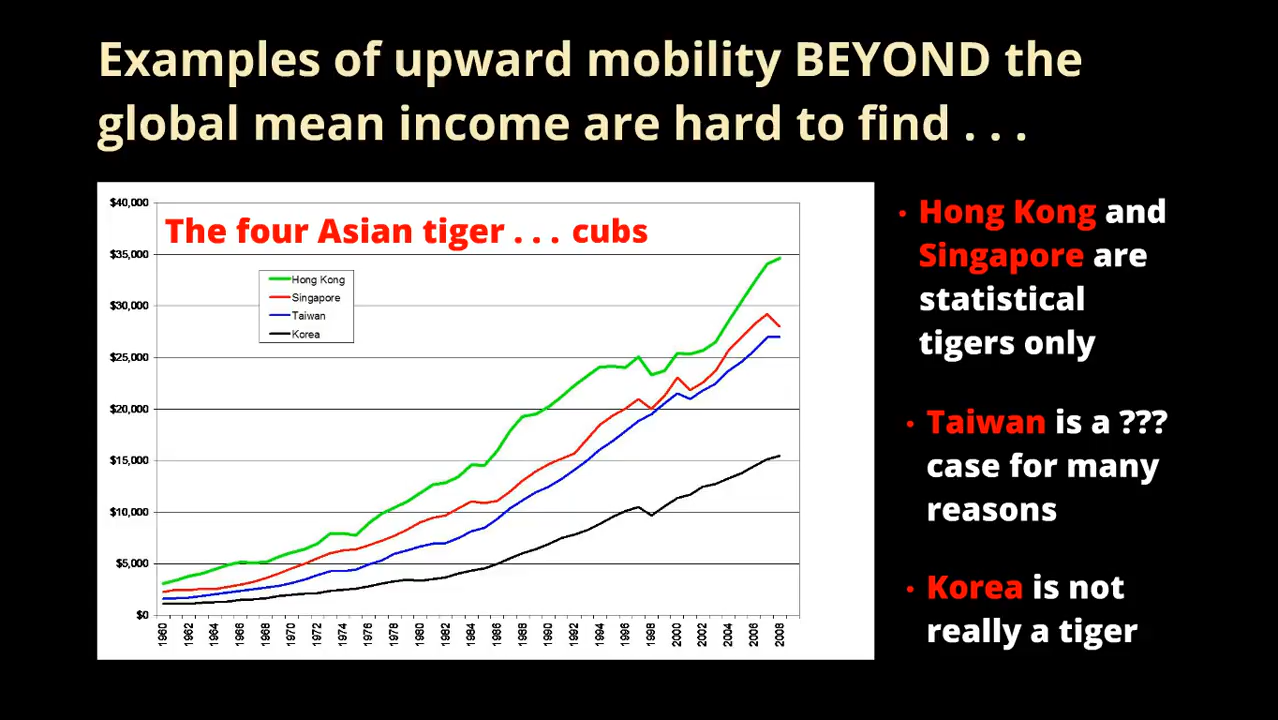 Examples of upward mobility BEYOND the
global mean income are hard to find . . .
The four Asian tiger . . . cubs
$40,000
$35,000
$30,000
$25,000
$20,000
$15,000
$10,000
$5,000
$0
Hong Kong
Singapore
Taiwan
Korea
1960
1962
1964
1966
1968
1970
1972
1974
1976
1978
1980
1982
1984
1986
1988
1990
1992
1994
1996
1998
2000
2002
2004
2006
2008
• Hong Kong and
Singapore are
statistical
tigers only
• Taiwan is a ???
case for many
reasons
• Korea is not
really a tiger